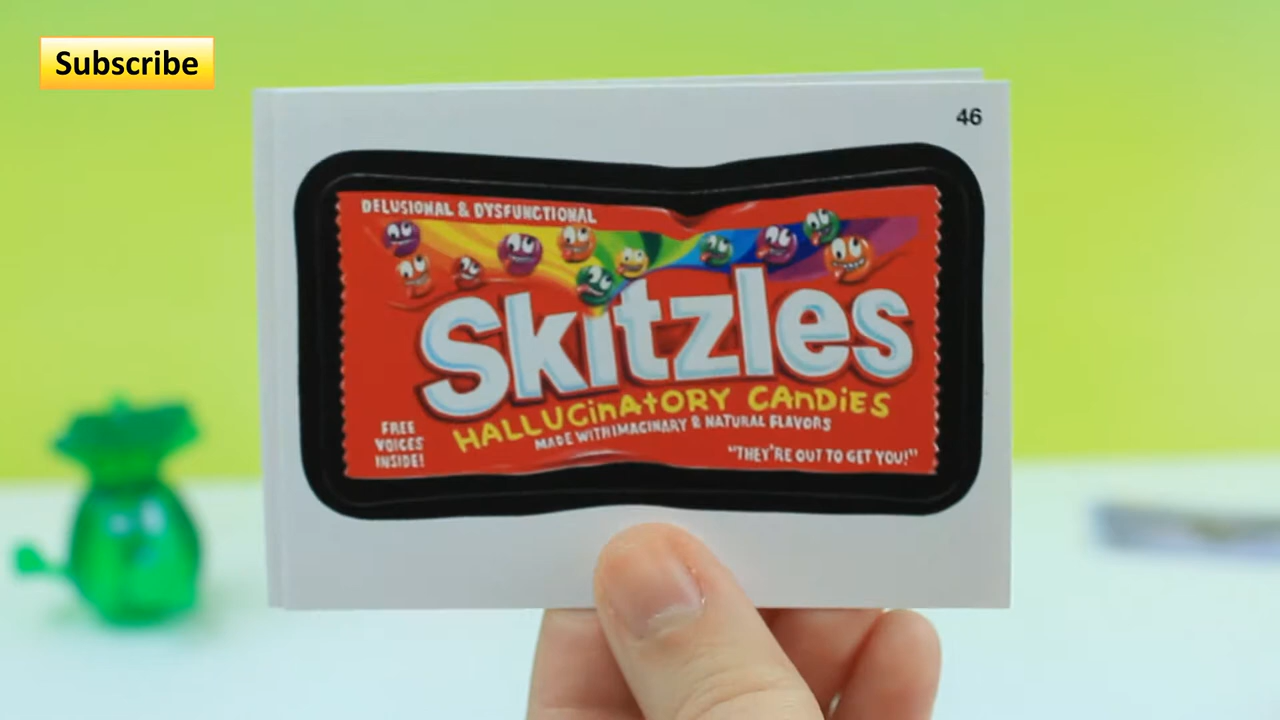 Subscribe
46
DELUSIONAL & DYSFUNCTIONAL
Skitzles
HALLUCinAtORY CAnDiES
MADE WITH IMAGINARY & NATURAL FLAVORS
FREE
VOICES
INSIDE!
"THEY'RE OUT TO GET YOU!"